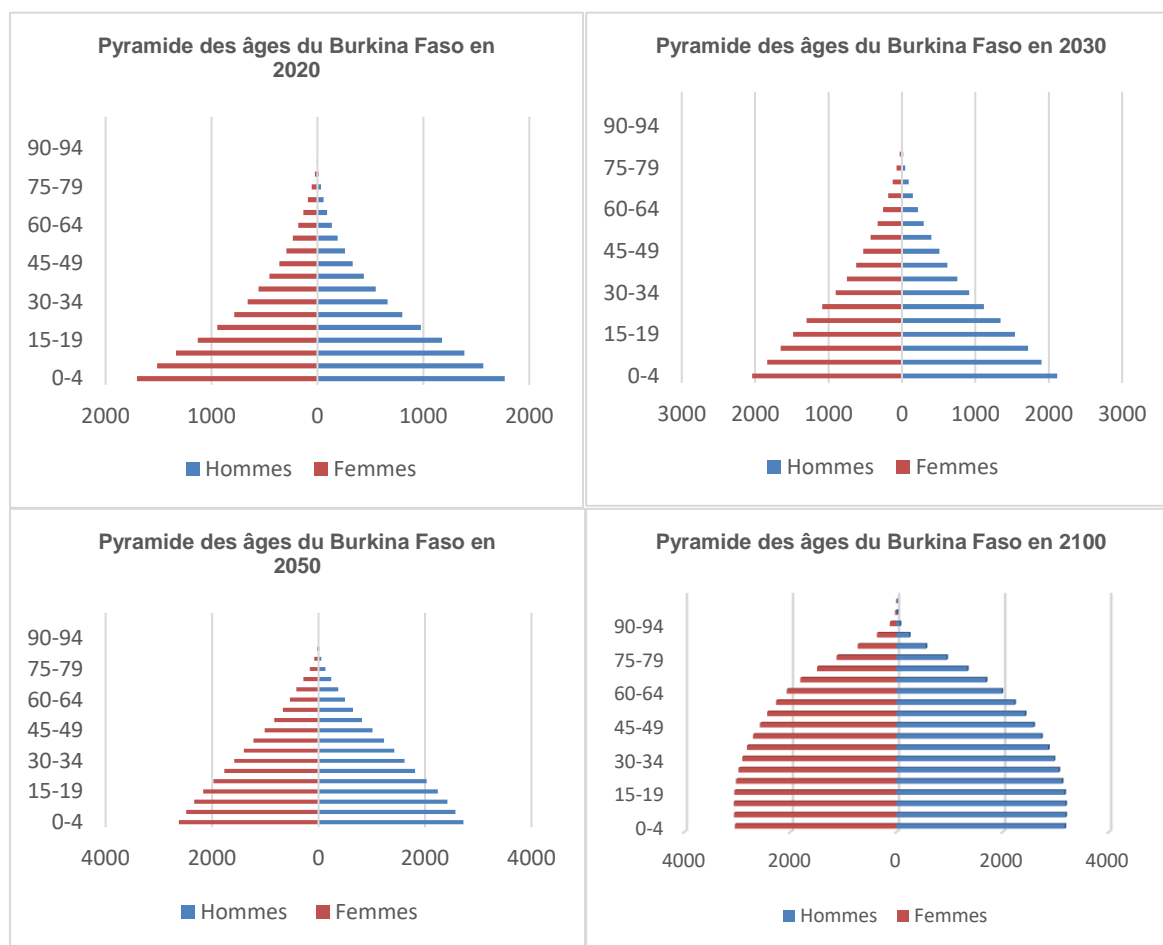 Pyramide des âges du Burkina Faso en
2020
90-94
75-79
60-64
45-49
30-34
15-19
0-4
2000 1000 0 1000 2000
Hommes Femmes
Pyramide des âges du Burkina Faso en 2030
90-94
75-79
60-64
45-49
30-34
15-19
0-4
3000 2000 1000 0 1000 2000 3000
Hommes Femmes
Pyramide des âges du Burkina Faso en
2050
90-94
75-79
60-64
45-49
30-34
15-19
0-4
4000 2000 0 2000 4000
Hommes Femmes
Pyramide des âges du Burkina Faso en 2100
90-94
75-79
60-64
45-49
30-34
15-19
0-4
4000 2000 0 2000 4000
Hommes Femmes